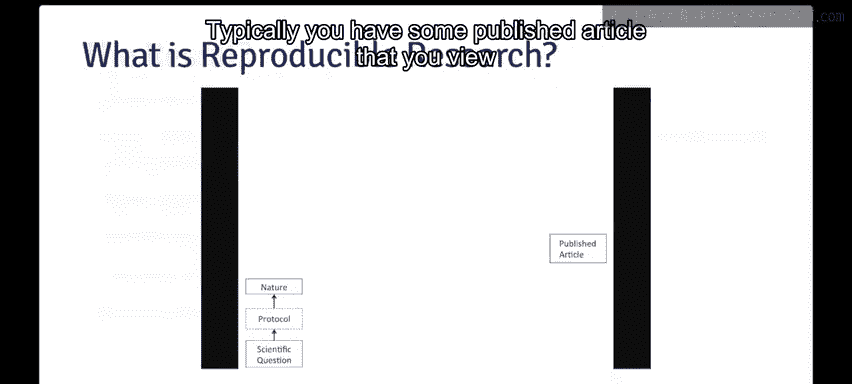 Typically you have some published article
that you view
What is Reproducible Research?
Published
Article
Nature
Protocol
Scientific
Question